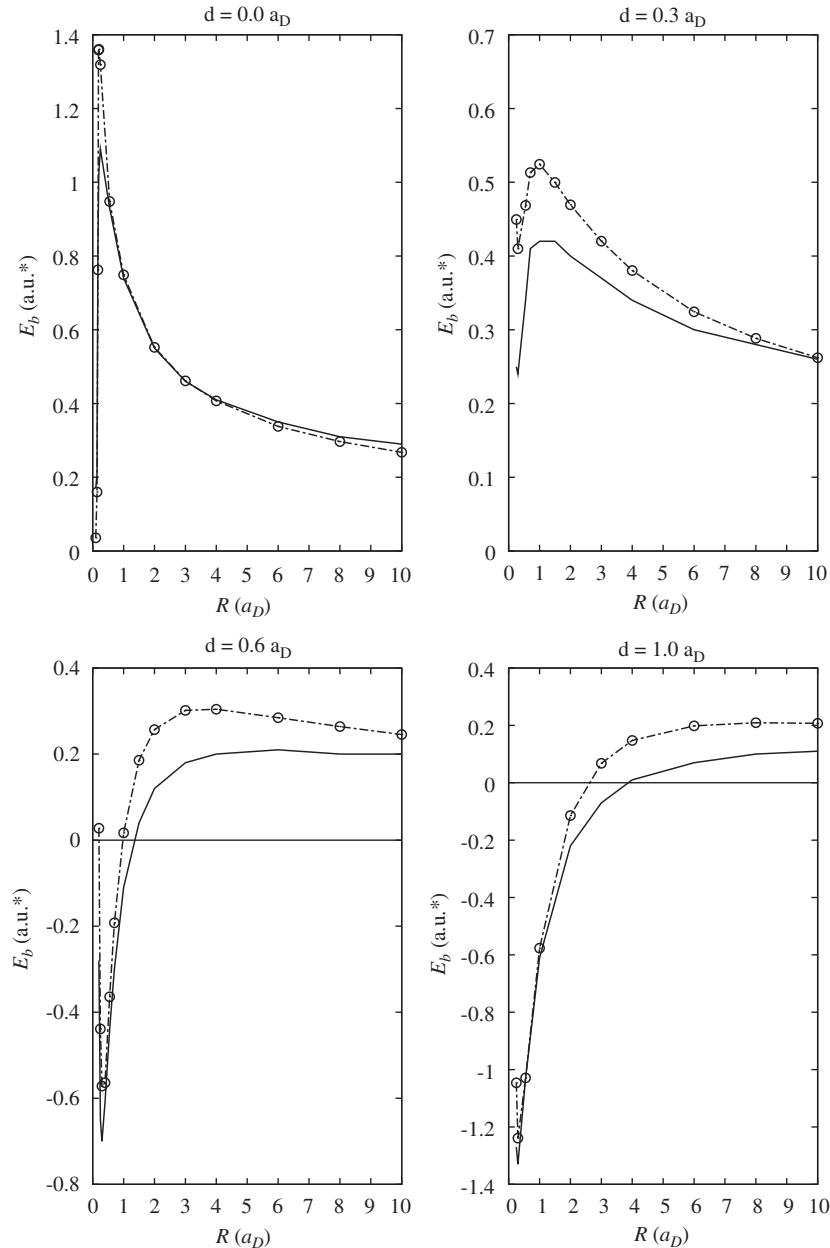 d = 0.0 a_D
1.4
1.2
1
0.8
0.6
0.4
0.2
0
E_b (a.u.*)
0 1 2 3 4 5 6 7 8 9 10
R (a_D)
d = 0.3 a_D
0.7
0.6
0.5
0.4
0.3
0.2
0.1
0
E_b (a.u.*)
0 1 2 3 4 5 6 7 8 9 10
R (a_D)
d = 0.6 a_D
0.4
0.2
0
-0.2
-0.4
-0.6
-0.8
E_b (a.u.*)
0 1 2 3 4 5 6 7 8 9 10
R (a_D)
d = 1.0 a_D
0.4
0.2
0
-0.2
-0.4
-0.6
-0.8
-1
-1.2
-1.4
E_b (a.u.*)
0 1 2 3 4 5 6 7 8 9 10
R (a_D)